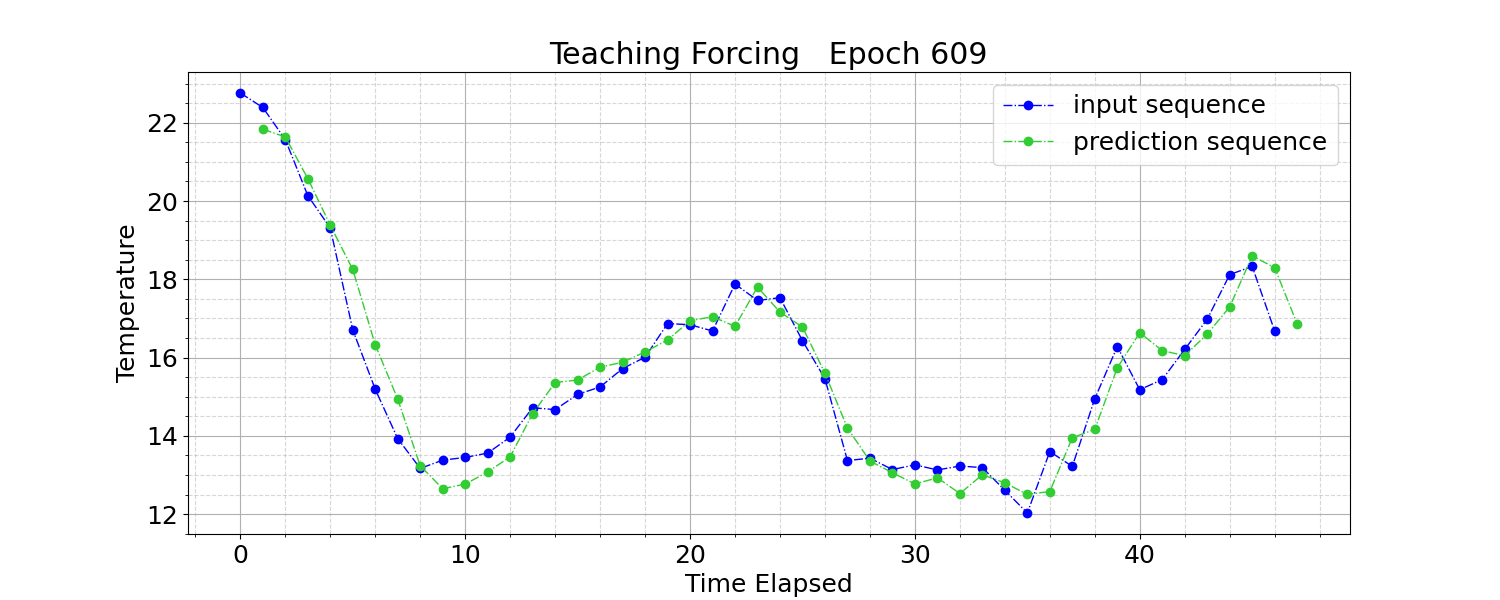 Teaching Forcing   Epoch 609
input sequence
prediction sequence
Temperature
22
20
18
16
14
12
0 10 20 30 40
Time Elapsed